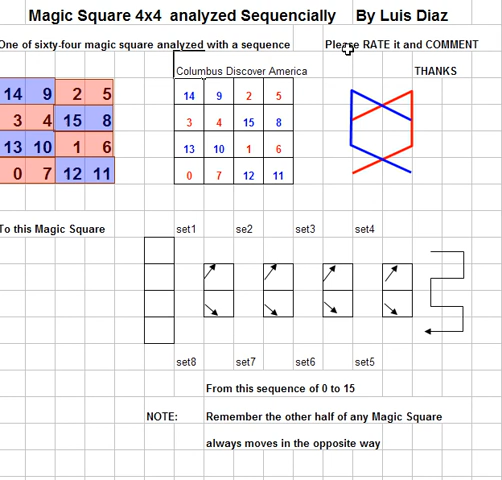 Magic Square 4x4 analyzed Sequencially By Luis Diaz
One of sixty-four magic square analyzed with a sequence Please RATE it and COMMENT
Columbus Discover America THANKS
14 9 2 5 14 9 2 5
3 4 15 8 3 4 15 8
13 10 1 6 13 10 1 6
0 7 12 11 0 7 12 11
To this Magic Square set1 se2 set3 set4
set8 set7 set6 set5
From this sequence of 0 to 15
NOTE: Remember the other half of any Magic Square
always moves in the opposite way